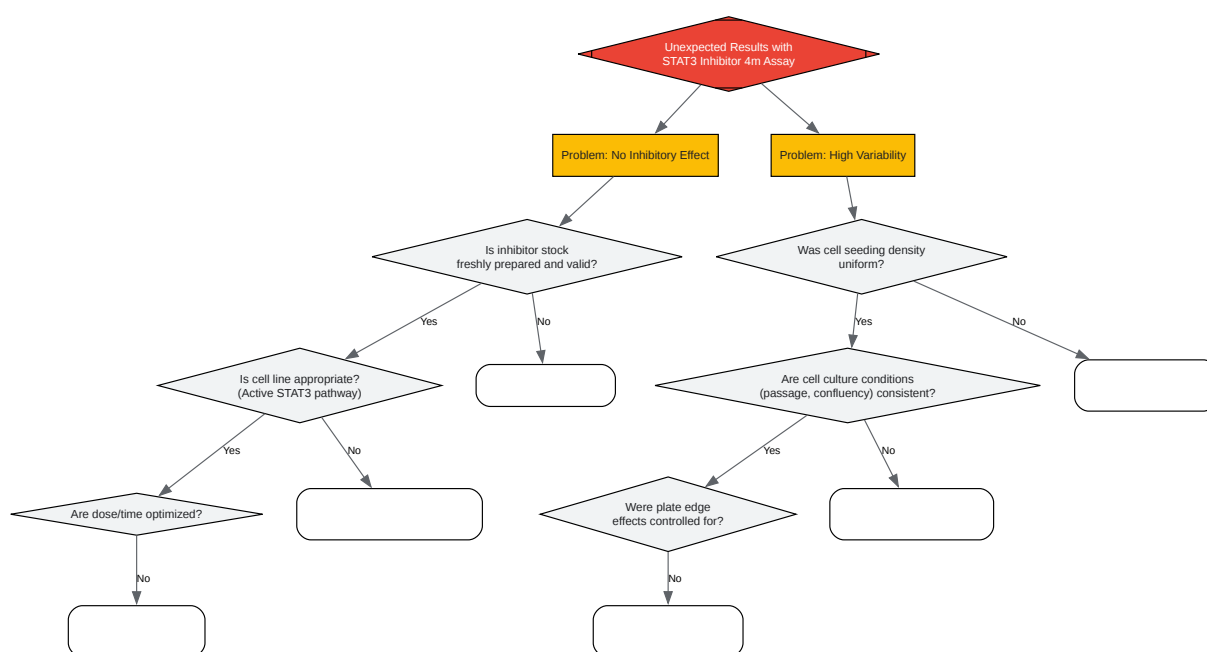 Unexpected Results with
STAT3 Inhibitor 4m Assay
Problem: No Inhibitory Effect
Problem: High Variability
Is inhibitor stock
freshly prepared and valid?
Was cell seeding density
uniform?
Yes
No
Yes
No
Is cell line appropriate?
(Active STAT3 pathway)
Are cell culture conditions
(passage, confluency) consistent?
Yes
No
Yes
No
Are dose/time optimized?
Were plate edge
effects controlled for?
No
No